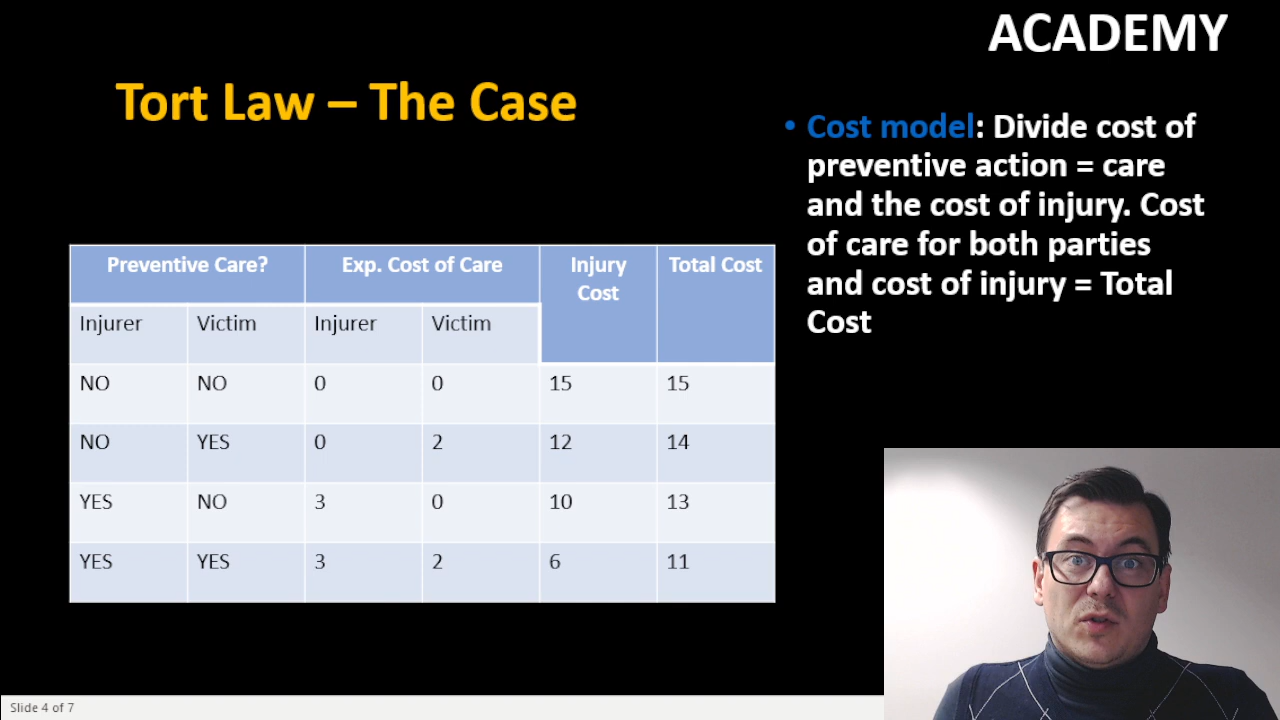 ACADEMY
Tort Law – The Case
• Cost model: Divide cost of
preventive action = care
and the cost of injury. Cost
of care for both parties
and cost of injury = Total
Cost
Preventive Care? Exp. Cost of Care Injury Total Cost
Cost
Injurer Victim Injurer Victim
NO NO 0 0 15 15
NO YES 0 2 12 14
YES NO 3 0 10 13
YES YES 3 2 6 11
Slide 4 of 7